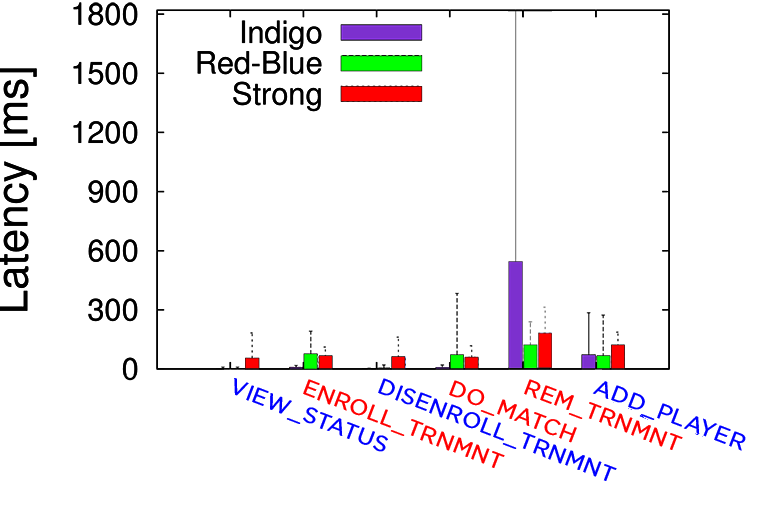 Latency [ms]
1800
1500
1200
900
600
300
0
Indigo
Red-Blue
Strong
VIEW_STATUS
ENROLL_TRNMNT
DISENROLL_TRNMNT
DO_MATCH
REM_TRNMNT
ADD_PLAYER